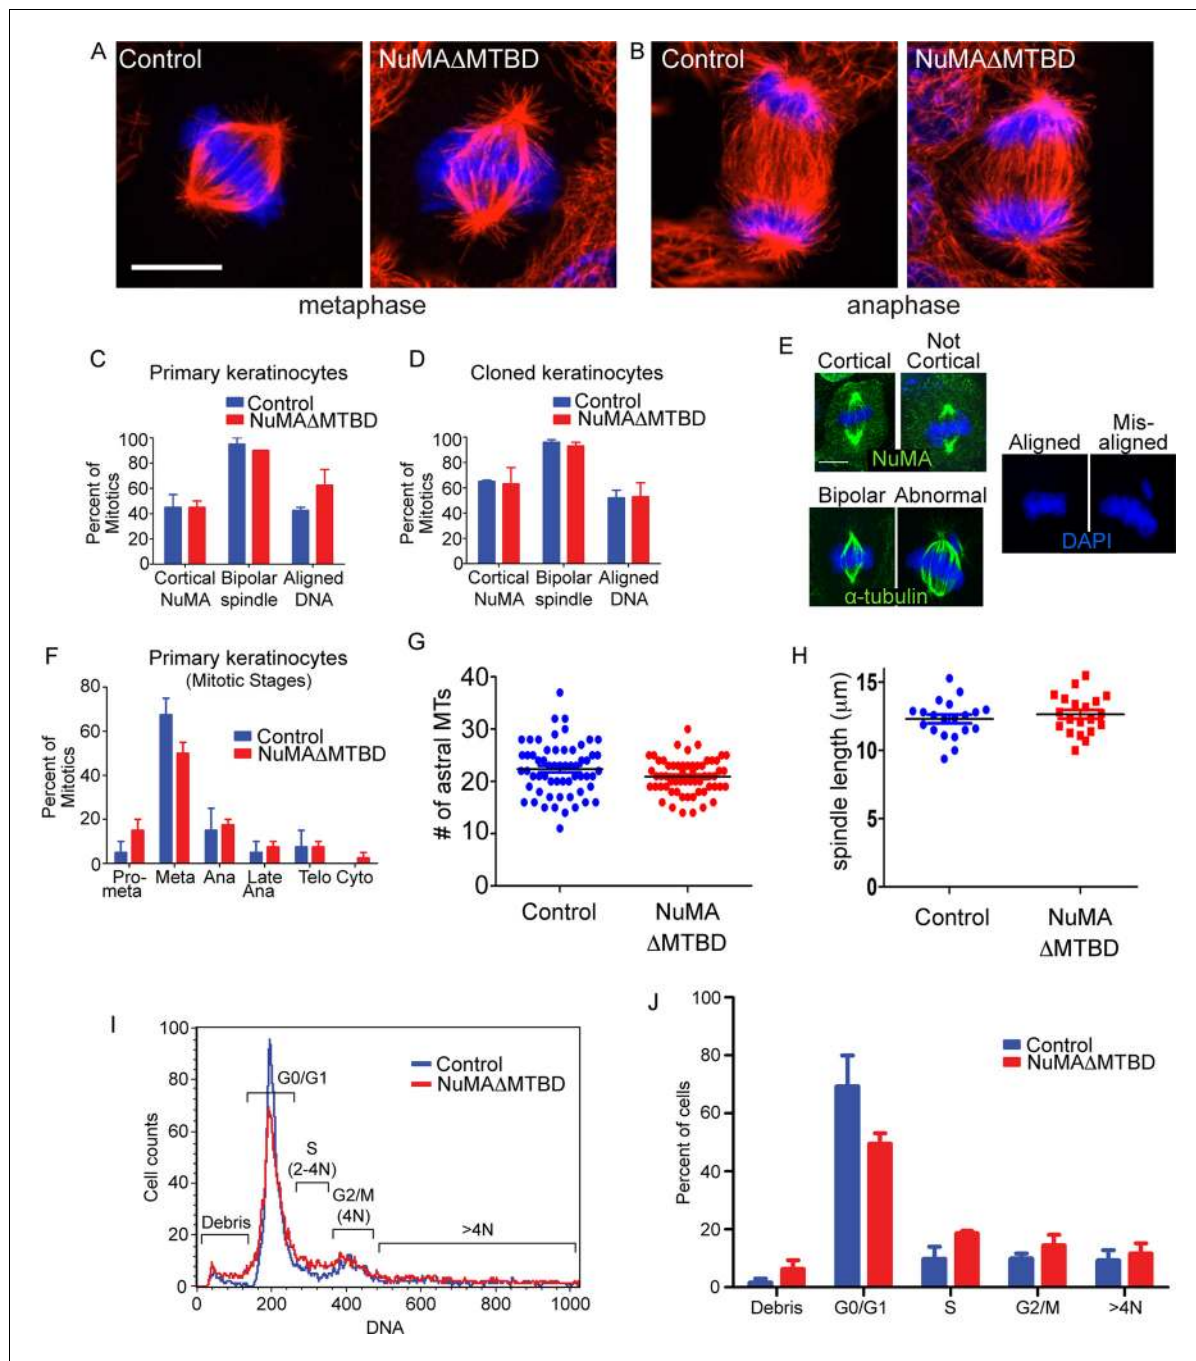 A
Control
NuMAΔMTBD
B
Control
NuMAΔMTBD
metaphase
anaphase
C
Primary keratinocytes
Control
NuMAΔMTBD
Percent of
Mitotics
100
80
60
40
20
0
Cortical
NuMA
Bipolar
spindle
Aligned
DNA
D
Cloned keratinocytes
Control
NuMAΔMTBD
Percent of
Mitotics
100
80
60
40
20
0
Cortical
NuMA
Bipolar
spindle
Aligned
DNA
E
Cortical
Not
Cortical
NuMA
Bipolar
Abnormal
α-tubulin
Aligned
Mis-
aligned
DAPI
F
Primary keratinocytes
(Mitotic Stages)
Control
NuMAΔMTBD
Percent of
Mitotics
80
60
40
20
0
Pro-
meta
Meta
Ana
Late
Ana
Telo
Cyto
G
# of astral MTs
40
30
20
10
0
Control
NuMA
ΔMTBD
H
spindle length (μm)
15
10
5
0
Control
NuMA
ΔMTBD
I
Control
NuMAΔMTBD
Cell counts
100
80
60
40
20
0
G0/G1
S
(2-4N)
G2/M
(4N)
Debris
>4N
0
200
400
600
800
1000
DNA
J
Control
NuMAΔMTBD
Percent of cells
100
80
60
40
20
0
Debris
G0/G1
S
G2/M
>4N